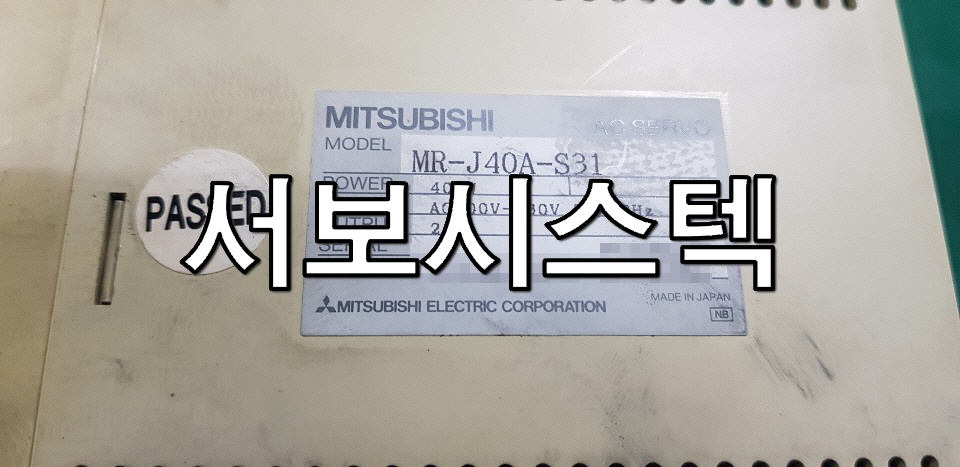 MITSUBISHI
AC SERVO
MODEL
MR-J40A-S31
POWER
PASSED
서보시스텍
SERIAL
MITSUBISHI ELECTRIC CORPORATION
MADE IN JAPAN
NB